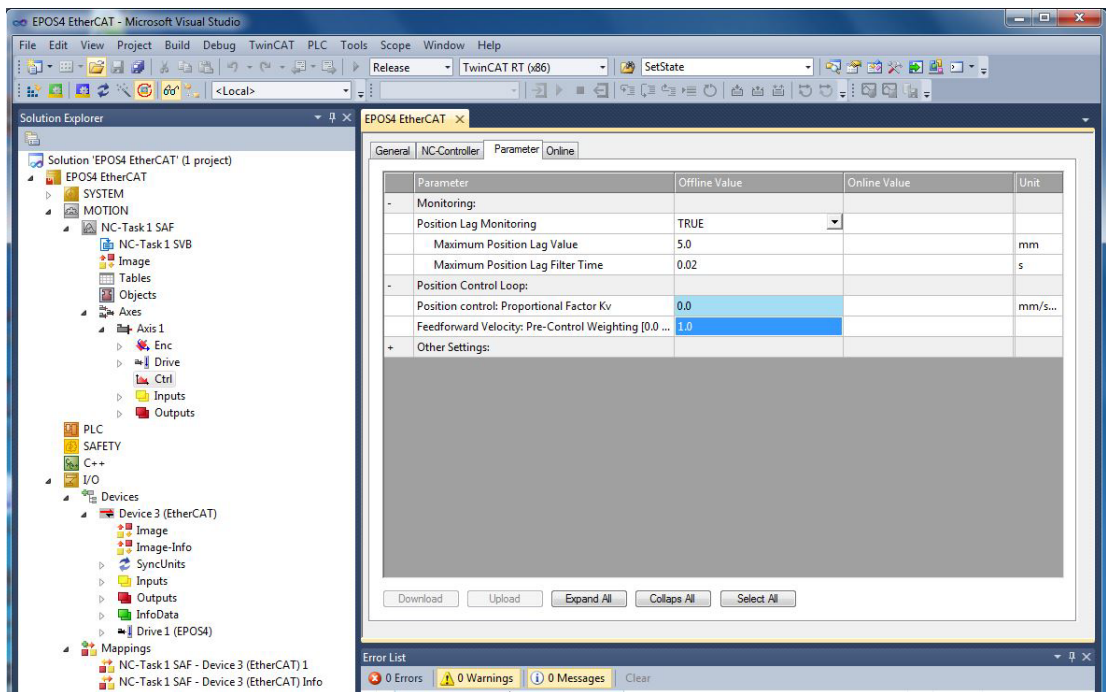 EPOS4 EtherCAT - Microsoft Visual Studio
File Edit View Project Build Debug TwinCAT PLC Tools Scope Window Help
Release TwinCAT RT (x86) SetState
<Local>
Solution Explorer
EPOS4 EtherCAT
Solution 'EPOS4 EtherCAT' (1 project)
EPOS4 EtherCAT
SYSTEM
MOTION
NC-Task 1 SAF
NC-Task 1 SVB
Image
Tables
Objects
Axes
Axis 1
Enc
Drive
Ctrl
Inputs
Outputs
PLC
SAFETY
C++
I/O
Devices
Device 3 (EtherCAT)
Image
Image-Info
SyncUnits
Inputs
Outputs
InfoData
Drive 1 (EPOS4)
Mappings
NC-Task 1 SAF - Device 3 (EtherCAT) 1
NC-Task 1 SAF - Device 3 (EtherCAT) Info
General NC-Controller Parameter Online
Parameter Offline Value Online Value Unit
- Monitoring:
Position Lag Monitoring TRUE
Maximum Position Lag Value 5.0 mm
Maximum Position Lag Filter Time 0.02 s
- Position Control Loop:
Position control: Proportional Factor Kv 0.0 mm/s...
Feedforward Velocity: Pre-Control Weighting [0.0 ... 1.0
+ Other Settings:
Download Upload Expand All Collaps All Select All
Error List
0 Errors 0 Warnings 0 Messages Clear